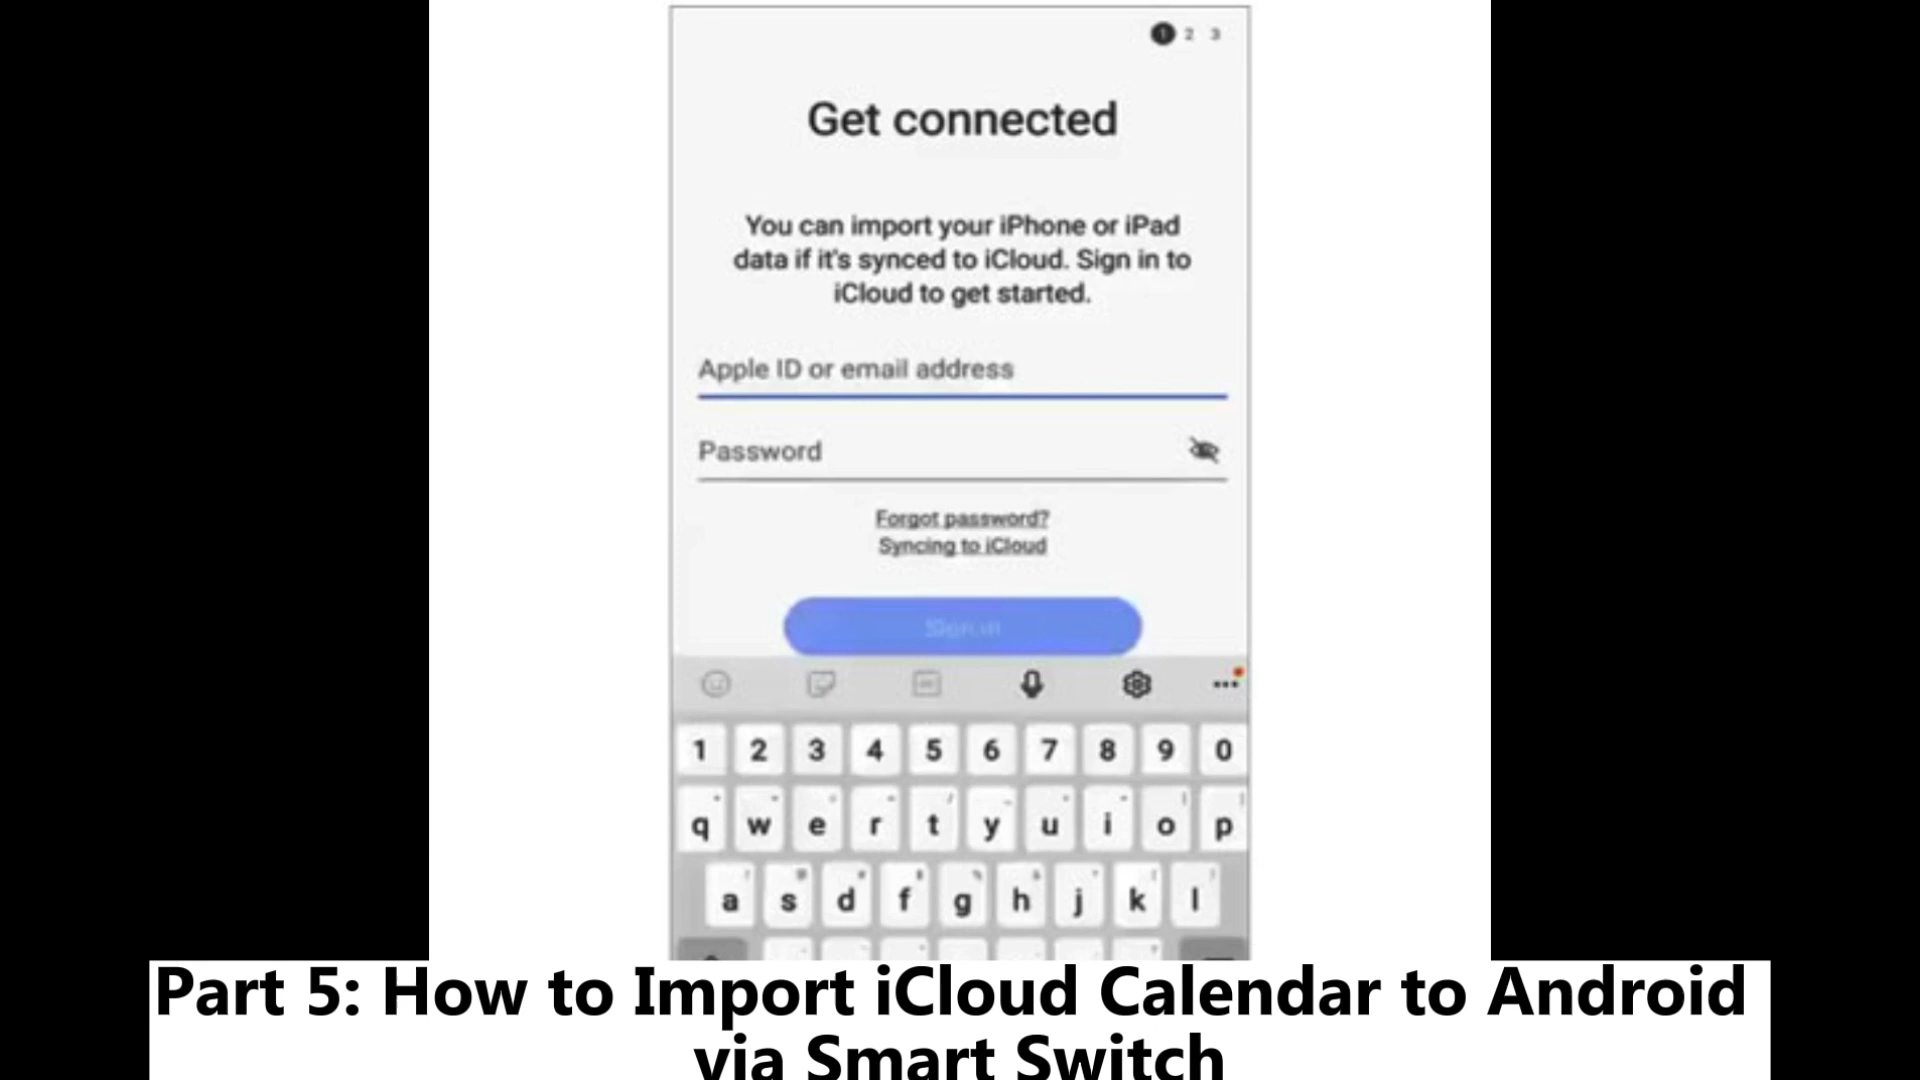 1 2 3
Get connected
You can import your iPhone or iPad
data if it's synced to iCloud. Sign in to
iCloud to get started.
Apple ID or email address
Password
Forgot password?
Syncing to iCloud
Sign in
1 2 3 4 5 6 7 8 9 0
q w e r t y u i o p
a s d f g h j k l
Part 5: How to Import iCloud Calendar to Android
via Smart Switch